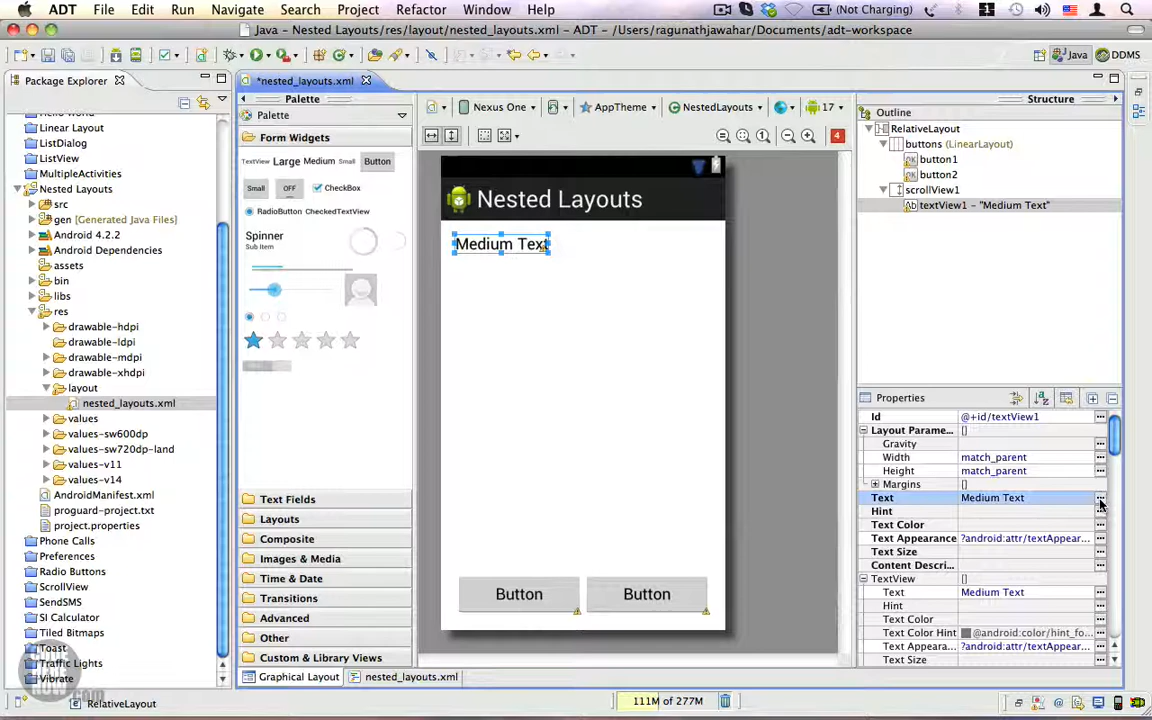 ADT File Edit Run Navigate Search Project Refactor Window Help (Not Charging) 1
Java – Nested Layouts/res/layout/nested_layouts.xml – ADT – /Users/ragunathjawahar/Documents/adt-workspace
Java DDMS
Package Explorer
Linear Layout
ListDialog
ListView
MultipleActivities
Nested Layouts
src
gen [Generated Java Files]
Android 4.2.2
Android Dependencies
assets
bin
libs
res
drawable-hdpi
drawable-ldpi
drawable-mdpi
drawable-xhdpi
layout
nested_layouts.xml
values
values-sw600dp
values-sw720dp-land
values-v11
values-v14
AndroidManifest.xml
proguard-project.txt
project.properties
Phone Calls
Preferences
Radio Buttons
ScrollView
SendSMS
SI Calculator
Tiled Bitmaps
Toast
Traffic Lights
Vibrate
*nested_layouts.xml
Palette
Palette
Form Widgets
TextView Large Medium Small Button
Small OFF CheckBox
RadioButton CheckedTextView
Spinner
Sub Item
Text Fields
Layouts
Composite
Images & Media
Time & Date
Transitions
Advanced
Other
Custom & Library Views
Graphical Layout nested_layouts.xml
Nexus One AppTheme NestedLayouts 17
1 4
Nested Layouts
Medium Text
Button Button
Structure
Outline
RelativeLayout
buttons (LinearLayout)
button1
button2
scrollView1
textView1 – "Medium Text"
Properties
Id @+id/textView1
Layout Parame... []
Gravity
Width match_parent
Height match_parent
Margins []
Text Medium Text
Hint
Text Color
Text Appearance ?android:attr/textAppear...
Text Size
Content Descri...
TextView []
Text Medium Text
Hint
Text Color
Text Color Hint @android:color/hint_fo...
Text Appeara... ?android:attr/textAppear...
Text Size
RelativeLayout
111M of 277M